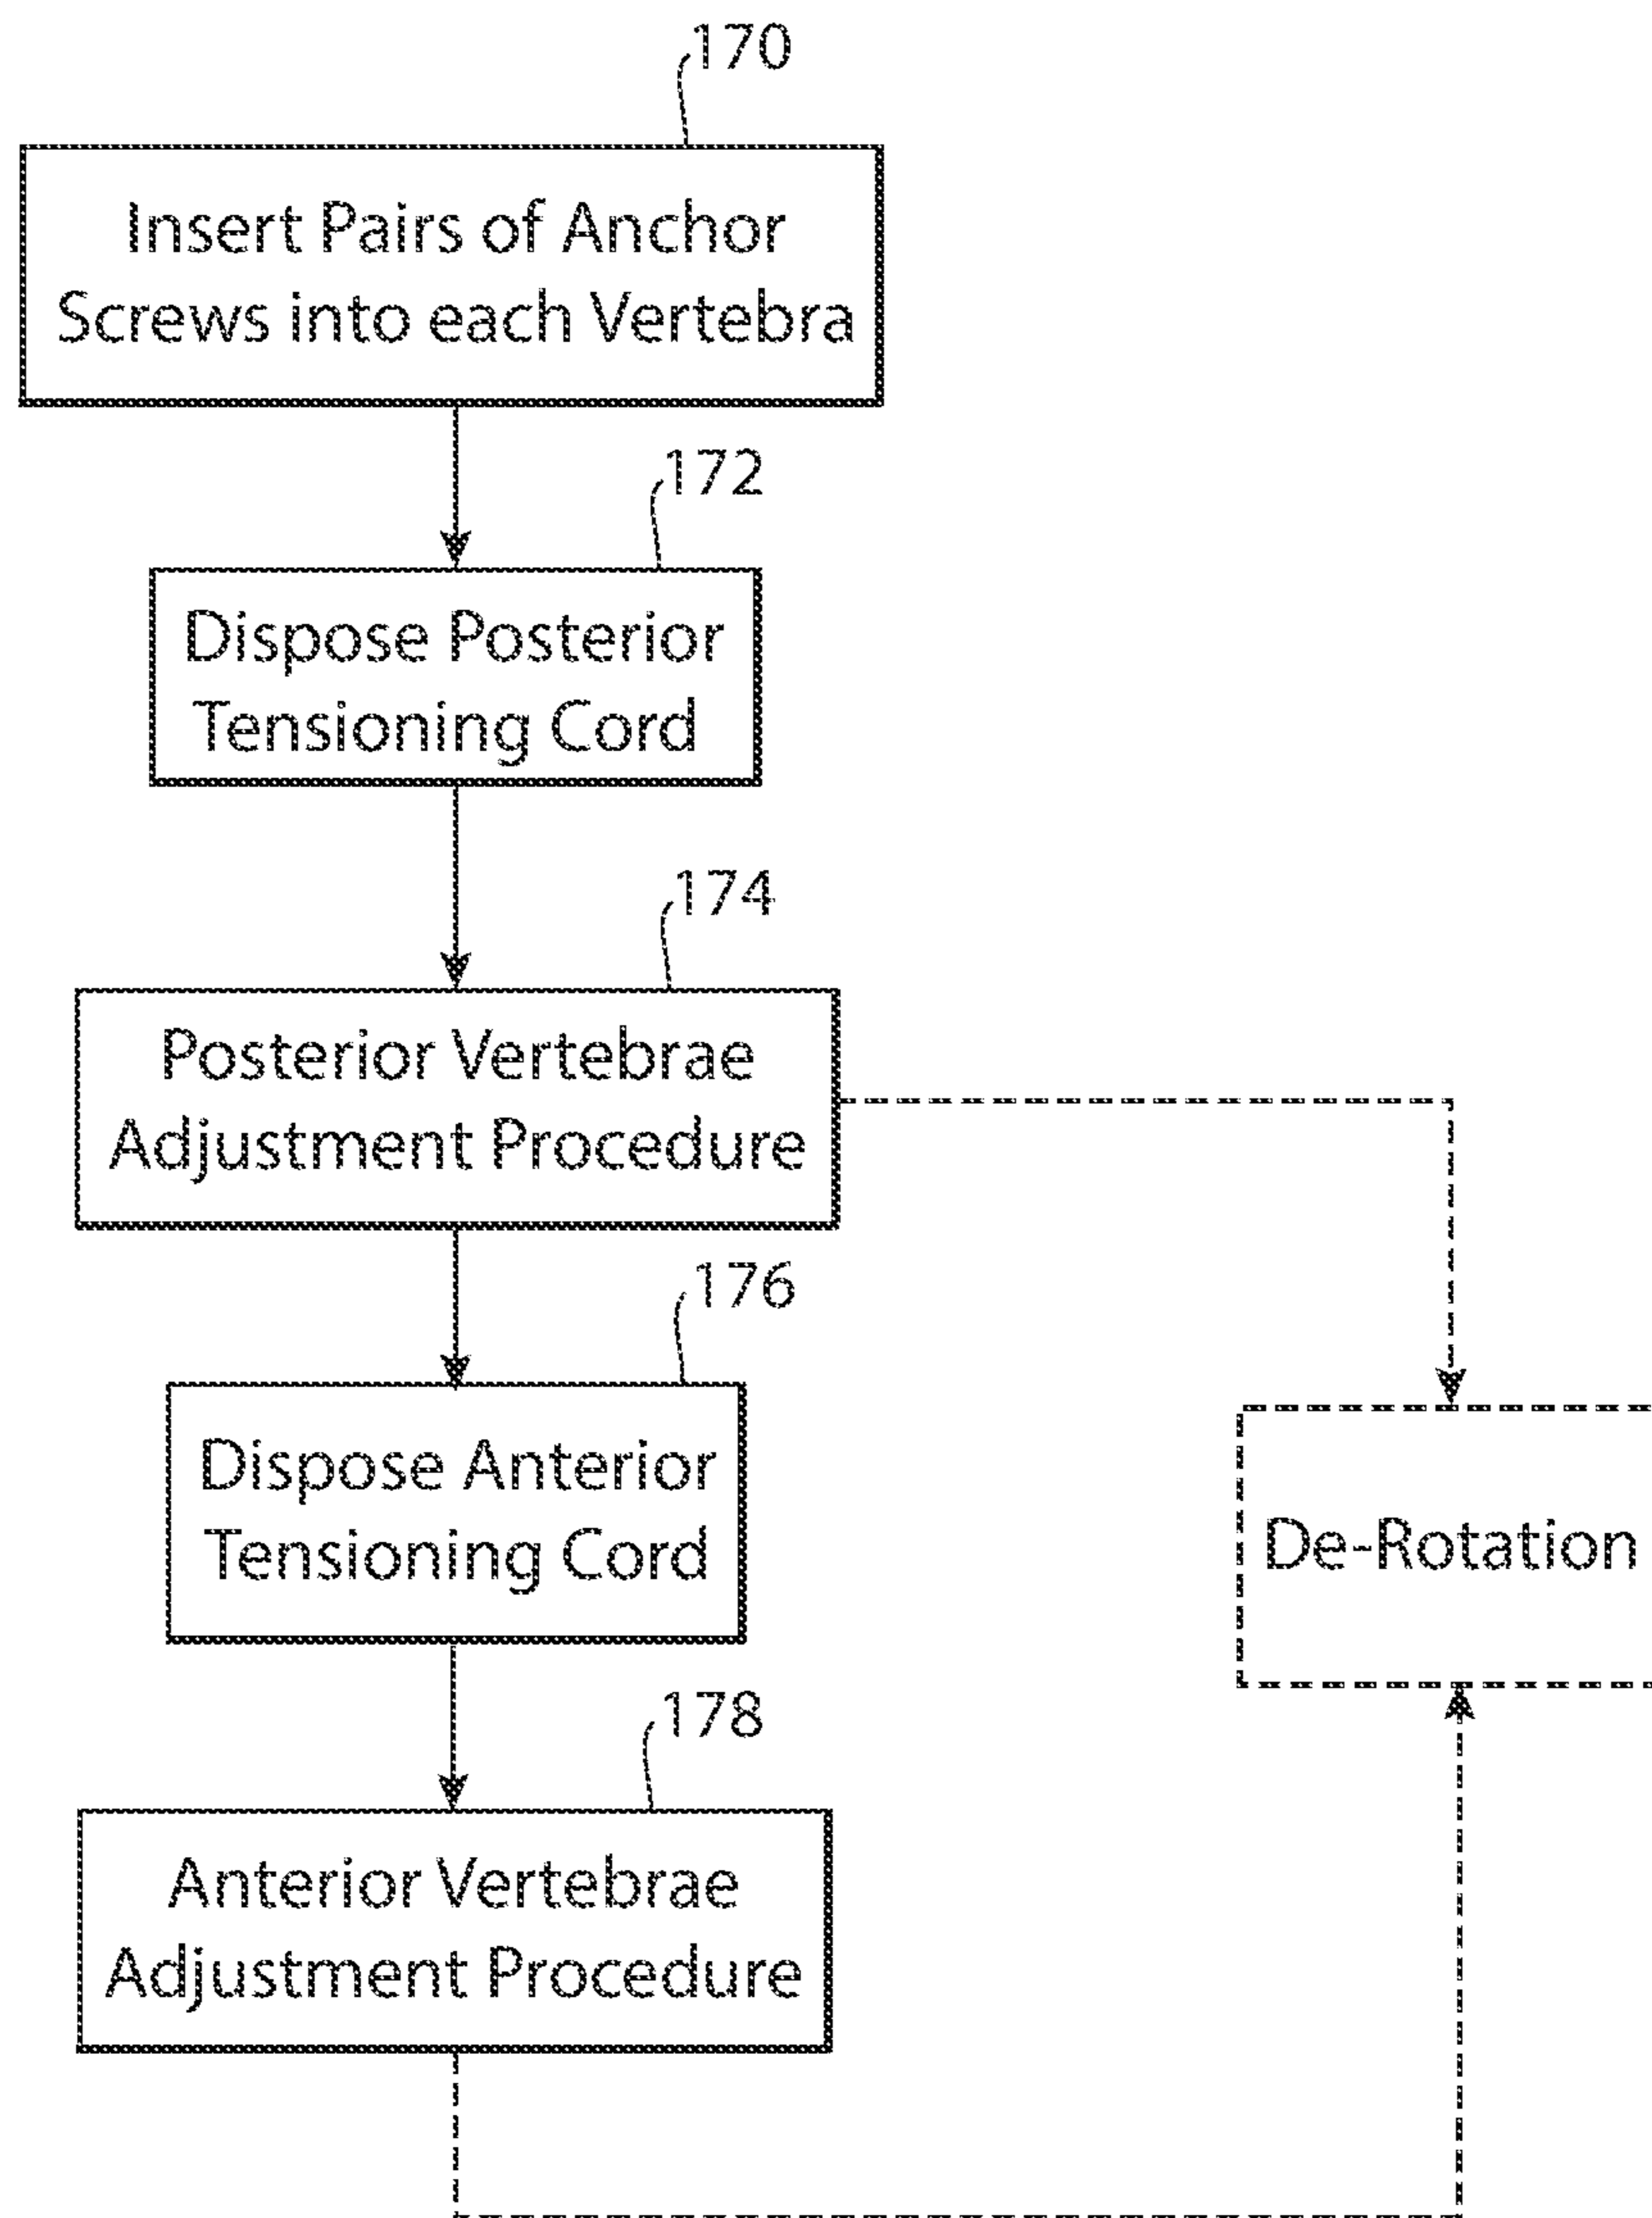 170
Insert Pairs of Anchor
Screws into each Vertebra
172
Dispose Posterior
Tensioning Cord
174
Posterior Vertebrae
Adjustment Procedure
176
Dispose Anterior
Tensioning Cord
De-Rotation
178
Anterior Vertebrae
Adjustment Procedure